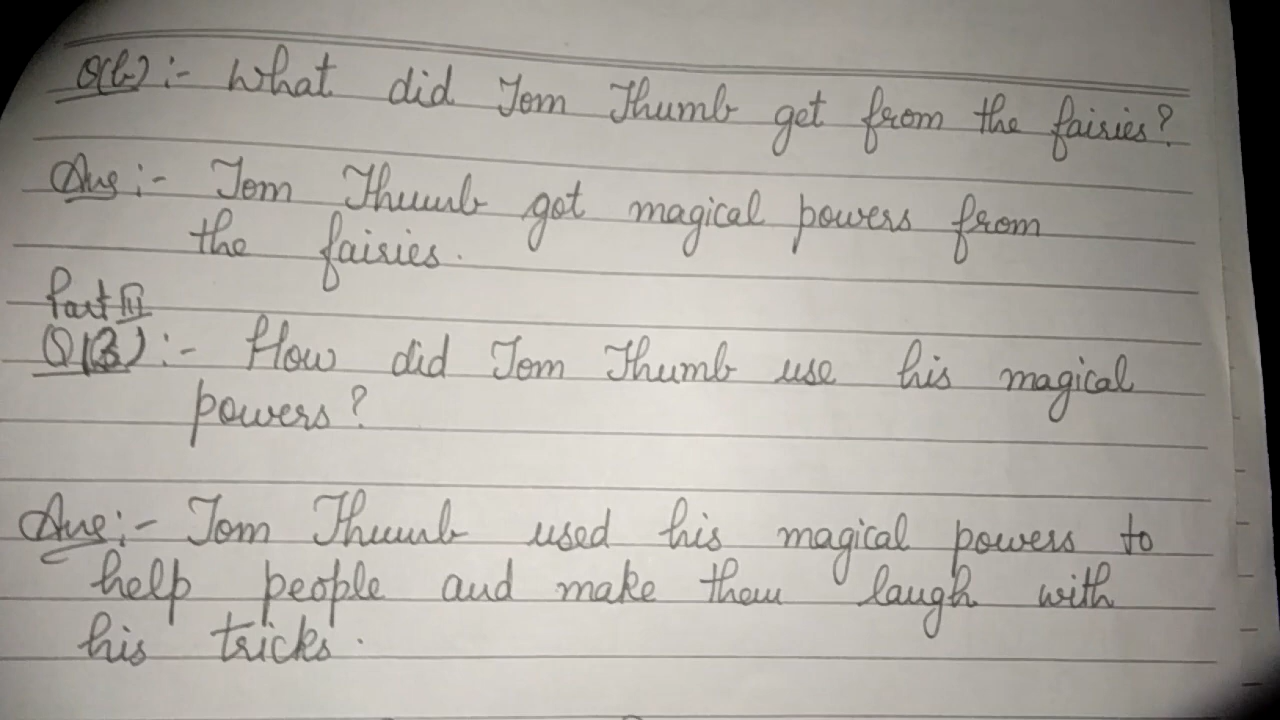 Q(b):- What did Tom Thumb get from the fairies?
Ans:- Tom Thumb got magical powers from
the fairies.
Part III
Q(3):- How did Tom Thumb use his magical
powers?
Ans:- Tom Thumb used his magical powers to
help people and make them laugh with
his tricks.